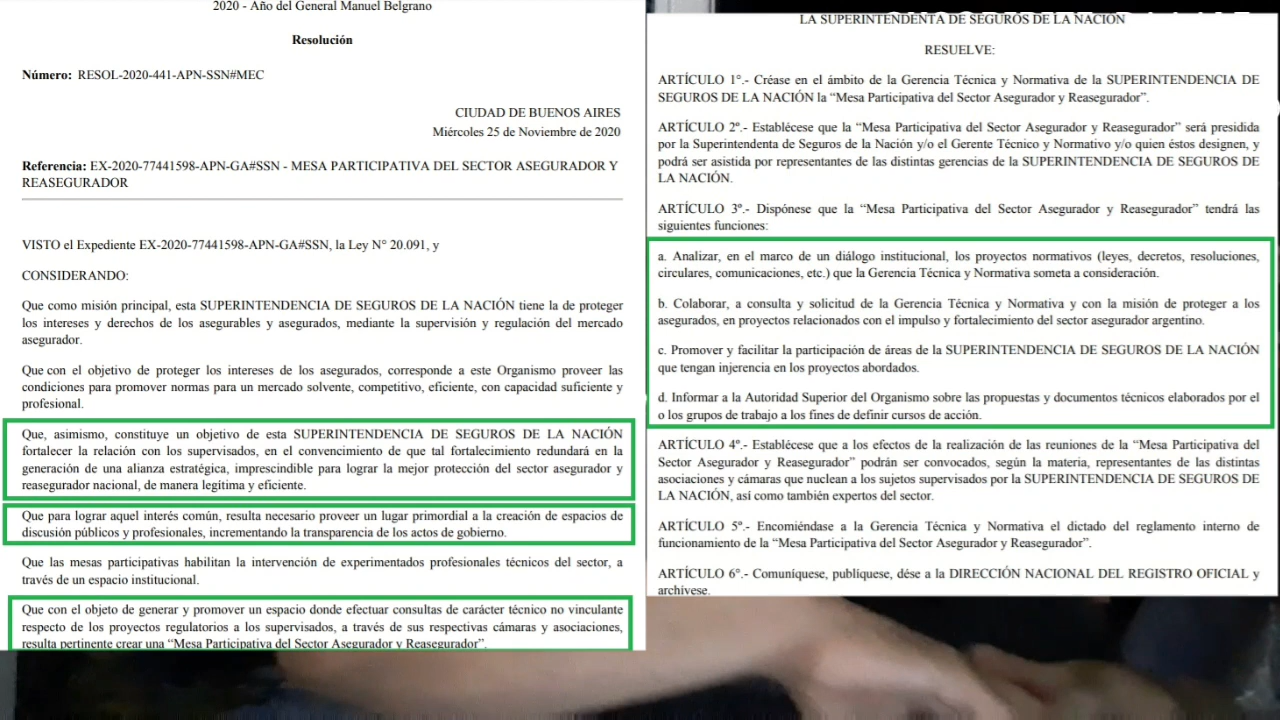 2020 - Año del General Manuel Belgrano
Resolución
Número: RESOL-2020-441-APN-SSN#MEC
CIUDAD DE BUENOS AIRES
Miércoles 25 de Noviembre de 2020
Referencia: EX-2020-77441598-APN-GA#SSN - MESA PARTICIPATIVA DEL SECTOR ASEGURADOR Y
REASEGURADOR
VISTO el Expediente EX-2020-77441598-APN-GA#SSN, la Ley N° 20.091, y
CONSIDERANDO:
Que como misión principal, esta SUPERINTENDENCIA DE SEGUROS DE LA NACIÓN tiene la de proteger
los intereses y derechos de los asegurables y asegurados, mediante la supervisión y regulación del mercado
asegurador.
Que con el objetivo de proteger los intereses de los asegurados, corresponde a este Organismo proveer las
condiciones para promover normas para un mercado solvente, competitivo, eficiente, con capacidad suficiente y
profesional.
Que, asimismo, constituye un objetivo de esta SUPERINTENDENCIA DE SEGUROS DE LA NACIÓN
fortalecer la relación con los supervisados, en el convencimiento de que tal fortalecimiento redundará en la
generación de una alianza estratégica, imprescindible para lograr la mejor protección del sector asegurador y
reasegurador nacional, de manera legítima y eficiente.
Que para lograr aquel interés común, resulta necesario proveer un lugar primordial a la creación de espacios de
discusión públicos y profesionales, incrementando la transparencia de los actos de gobierno.
Que las mesas participativas habilitan la intervención de experimentados profesionales técnicos del sector, a
través de un espacio institucional.
Que con el objeto de generar y promover un espacio donde efectuar consultas de carácter técnico no vinculante
respecto de los proyectos regulatorios a los supervisados, a través de sus respectivas cámaras y asociaciones,
resulta pertinente crear una “Mesa Participativa del Sector Asegurador y Reasegurador”.
LA SUPERINTENDENTA DE SEGUROS DE LA NACIÓN
RESUELVE:
ARTÍCULO 1°.- Créase en el ámbito de la Gerencia Técnica y Normativa de la SUPERINTENDENCIA DE
SEGUROS DE LA NACIÓN la “Mesa Participativa del Sector Asegurador y Reasegurador”.
ARTÍCULO 2º.- Establécese que la “Mesa Participativa del Sector Asegurador y Reasegurador” será presidida
por la Superintendenta de Seguros de la Nación y/o el Gerente Técnico y Normativo y/o quien éstos designen, y
podrá ser asistida por representantes de las distintas gerencias de la SUPERINTENDENCIA DE SEGUROS DE
LA NACIÓN.
ARTÍCULO 3º.- Dispónese que la “Mesa Participativa del Sector Asegurador y Reasegurador” tendrá las
siguientes funciones:
a. Analizar, en el marco de un diálogo institucional, los proyectos normativos (leyes, decretos, resoluciones,
circulares, comunicaciones, etc.) que la Gerencia Técnica y Normativa someta a consideración.
b. Colaborar, a consulta y solicitud de la Gerencia Técnica y Normativa y con la misión de proteger a los
asegurados, en proyectos relacionados con el impulso y fortalecimiento del sector asegurador argentino.
c. Promover y facilitar la participación de áreas de la SUPERINTENDENCIA DE SEGUROS DE LA NACIÓN
que tengan injerencia en los proyectos abordados.
d. Informar a la Autoridad Superior del Organismo sobre las propuestas y documentos técnicos elaborados por el
o los grupos de trabajo a los fines de definir cursos de acción.
ARTÍCULO 4º.- Establécese que a los efectos de la realización de las reuniones de la “Mesa Participativa del
Sector Asegurador y Reasegurador” podrán ser convocados, según la materia, representantes de las distintas
asociaciones y cámaras que nuclean a los sujetos supervisados por la SUPERINTENDENCIA DE SEGUROS DE
LA NACIÓN, así como también expertos del sector.
ARTÍCULO 5º.- Encomiéndase a la Gerencia Técnica y Normativa el dictado del reglamento interno de
funcionamiento de la “Mesa Participativa del Sector Asegurador y Reasegurador”.
ARTÍCULO 6°.- Comuníquese, publíquese, dése a la DIRECCIÓN NACIONAL DEL REGISTRO OFICIAL y
archívese.